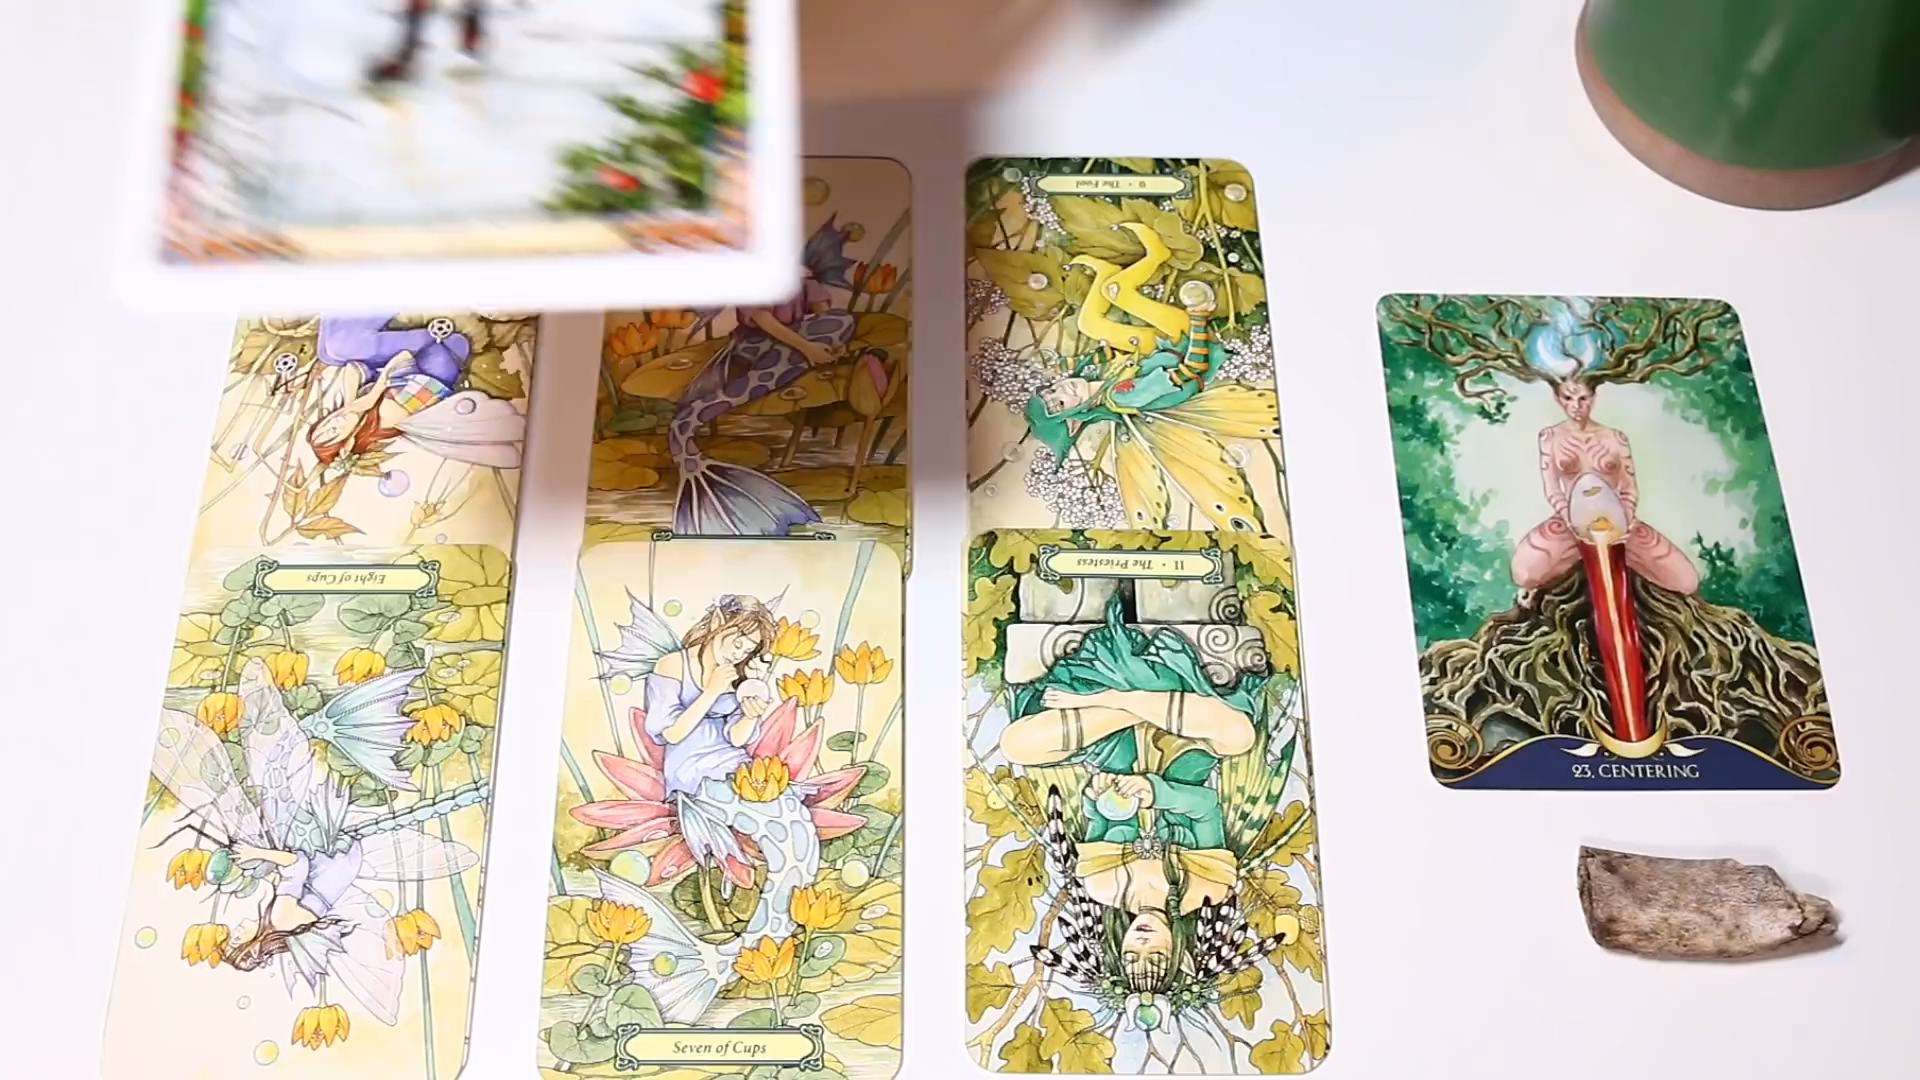 0 • The Fool
Eight of Cups
II • The Priestess
23. CENTERING
Seven of Cups